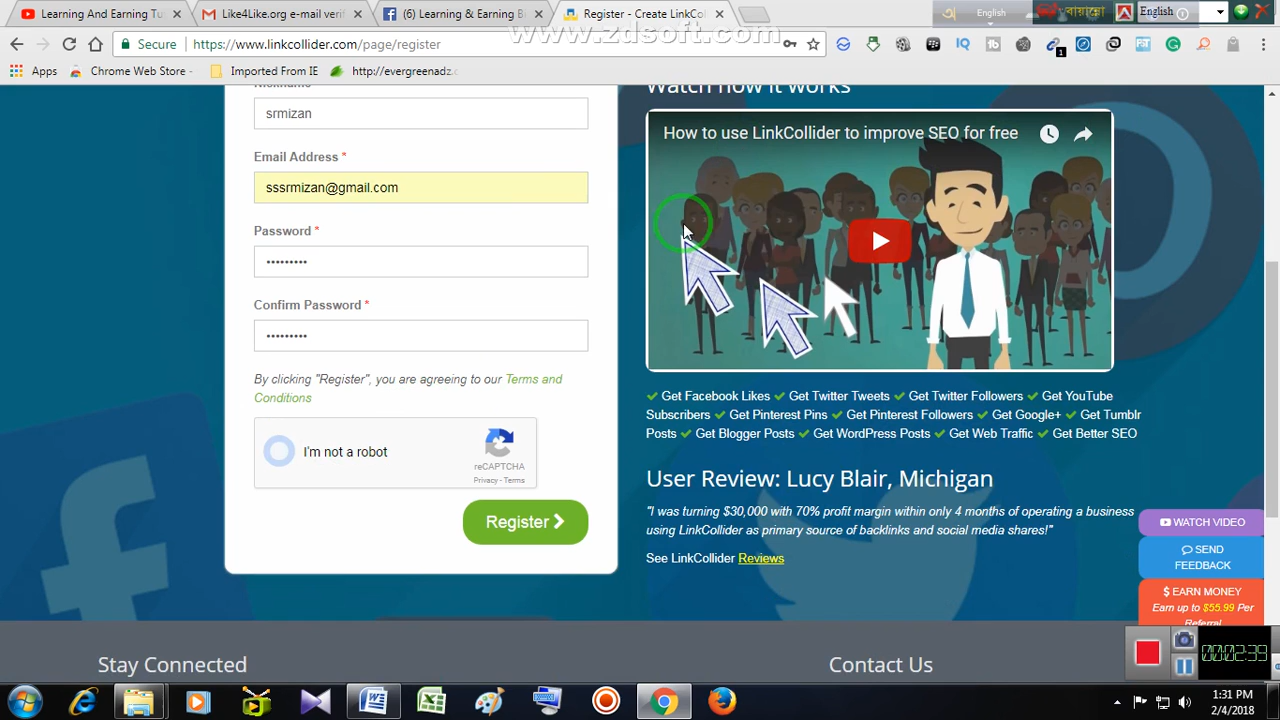 Learning And Earning Tu
Like4Like.org email veri
(6) Learning & Earning B
Register - Create LinkCol
English
বায়ান্নো
English
Secure
https://www.linkcollider.com/page/register
www.zdsoft.com
1
Apps
Chrome Web Store -
Imported From IE
http://evergreenadz.c
Nickname
srmizan
Email Address *
sssrmizan@gmail.com
Password *
•••••••••
Confirm Password *
•••••••••
By clicking "Register", you are agreeing to our Terms and
Conditions
I'm not a robot
reCAPTCHA
Privacy - Terms
Register
Watch how it works
How to use LinkCollider to improve SEO for free
Get Facebook Likes Get Twitter Tweets Get Twitter Followers Get YouTube
Subscribers Get Pinterest Pins Get Pinterest Followers Get Google+ Get Tumblr
Posts Get Blogger Posts Get WordPress Posts Get Web Traffic Get Better SEO
User Review: Lucy Blair, Michigan
"I was turning $30,000 with 70% profit margin within only 4 months of operating a business
using LinkCollider as primary source of backlinks and social media shares!"
See LinkCollider Reviews
WATCH VIDEO
SEND
FEEDBACK
$ EARN MONEY
Earn up to $55.99 Per
Referral
Stay Connected
Contact Us
00:02:39
1:31 PM
2/4/2018